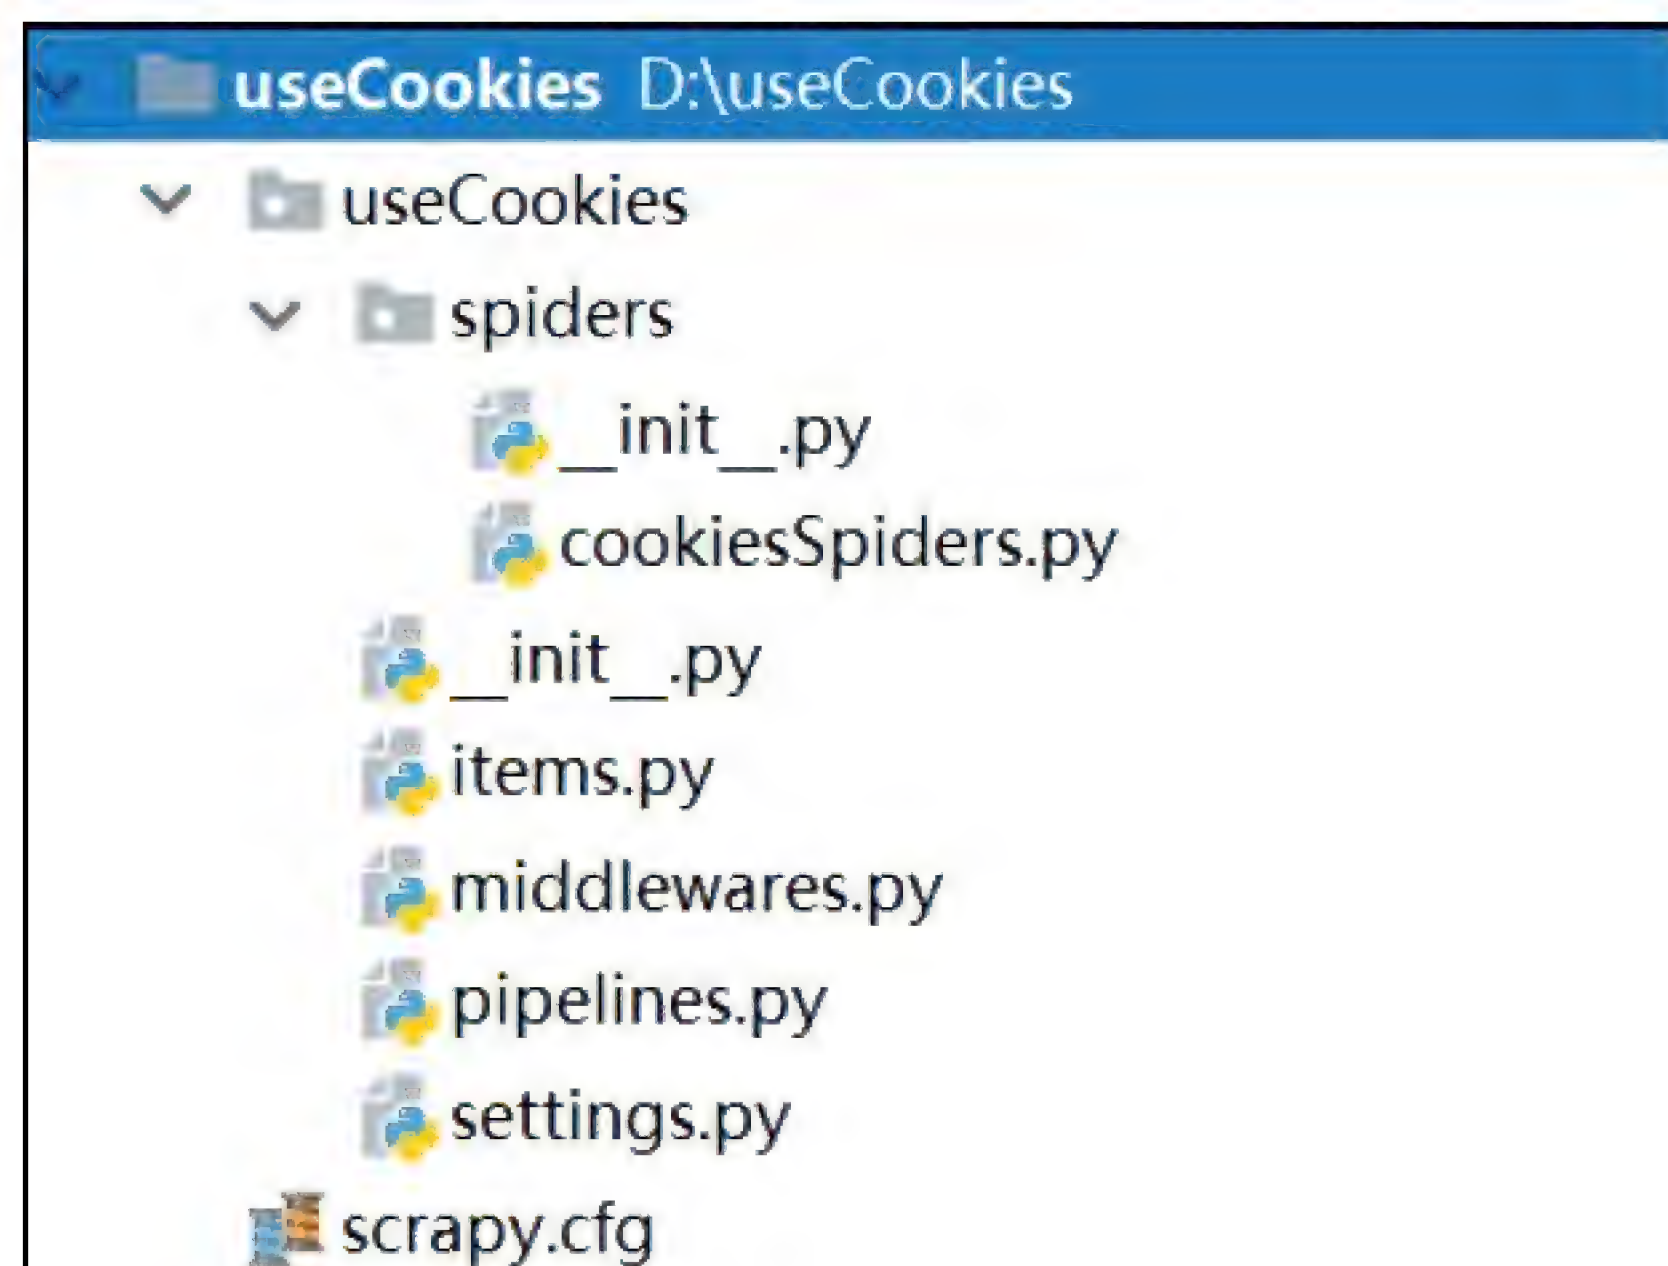 useCookies D:\useCookies
useCookies
spiders
__init__.py
cookiesSpiders.py
__init__.py
items.py
middlewares.py
pipelines.py
settings.py
scrapy.cfg